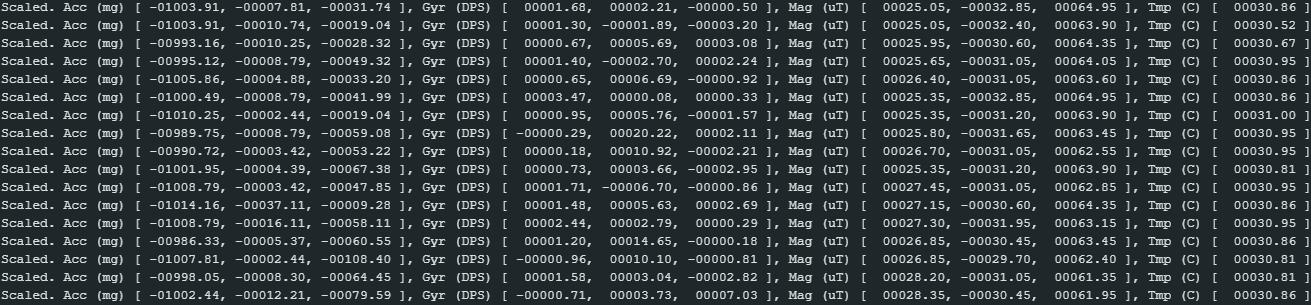 Scaled. Acc (mg) [ -01003.91, -00007.81, -00031.74 ], Gyr (DPS) [  00001.68,  00002.21, -00000.50 ], Mag (uT) [  00025.05, -00032.85,  00064.95 ], Tmp (C) [  00030.86 ]
Scaled. Acc (mg) [ -01003.91, -00010.74, -00019.04 ], Gyr (DPS) [  00001.30, -00001.89, -00003.20 ], Mag (uT) [  00025.05, -00032.40,  00063.90 ], Tmp (C) [  00030.52 ]
Scaled. Acc (mg) [ -00993.16, -00010.25, -00028.32 ], Gyr (DPS) [  00000.67,  00005.69,  00003.08 ], Mag (uT) [  00025.95, -00030.60,  00064.35 ], Tmp (C) [  00030.67 ]
Scaled. Acc (mg) [ -00995.12, -00008.79, -00049.32 ], Gyr (DPS) [  00001.40, -00002.70,  00002.24 ], Mag (uT) [  00025.65, -00031.05,  00064.05 ], Tmp (C) [  00030.95 ]
Scaled. Acc (mg) [ -01005.86, -00004.88, -00033.20 ], Gyr (DPS) [  00000.65,  00006.69, -00000.92 ], Mag (uT) [  00026.40, -00031.05,  00063.60 ], Tmp (C) [  00030.86 ]
Scaled. Acc (mg) [ -01000.49, -00008.79, -00041.99 ], Gyr (DPS) [  00003.47,  00000.08,  00000.33 ], Mag (uT) [  00025.35, -00032.85,  00064.95 ], Tmp (C) [  00030.86 ]
Scaled. Acc (mg) [ -01010.25, -00002.44, -00019.04 ], Gyr (DPS) [  00000.95,  00005.76, -00001.57 ], Mag (uT) [  00025.35, -00031.20,  00063.90 ], Tmp (C) [  00031.00 ]
Scaled. Acc (mg) [ -00989.75, -00008.79, -00059.08 ], Gyr (DPS) [ -00000.29,  00020.22,  00002.11 ], Mag (uT) [  00025.80, -00031.65,  00063.45 ], Tmp (C) [  00030.95 ]
Scaled. Acc (mg) [ -00990.72, -00003.42, -00053.22 ], Gyr (DPS) [  00000.18,  00010.92, -00002.21 ], Mag (uT) [  00026.70, -00031.05,  00062.55 ], Tmp (C) [  00030.95 ]
Scaled. Acc (mg) [ -01001.95, -00004.39, -00067.38 ], Gyr (DPS) [  00000.73,  00003.66, -00002.95 ], Mag (uT) [  00025.35, -00031.20,  00063.90 ], Tmp (C) [  00030.81 ]
Scaled. Acc (mg) [ -01008.79, -00003.42, -00047.85 ], Gyr (DPS) [  00001.71, -00006.70, -00000.86 ], Mag (uT) [  00027.45, -00031.05,  00062.85 ], Tmp (C) [  00030.95 ]
Scaled. Acc (mg) [ -01014.16, -00037.11, -00009.28 ], Gyr (DPS) [  00001.48,  00005.63,  00002.69 ], Mag (uT) [  00027.15, -00030.60,  00064.35 ], Tmp (C) [  00030.86 ]
Scaled. Acc (mg) [ -01008.79, -00016.11, -00058.11 ], Gyr (DPS) [  00002.44,  00002.79,  00000.29 ], Mag (uT) [  00027.30, -00031.95,  00063.15 ], Tmp (C) [  00030.95 ]
Scaled. Acc (mg) [ -00986.33, -00005.37, -00060.55 ], Gyr (DPS) [  00001.20,  00014.65, -00000.18 ], Mag (uT) [  00026.85, -00030.45,  00063.45 ], Tmp (C) [  00030.86 ]
Scaled. Acc (mg) [ -01007.81, -00002.44, -00108.40 ], Gyr (DPS) [ -00000.96,  00010.10, -00000.81 ], Mag (uT) [  00026.85, -00029.70,  00062.40 ], Tmp (C) [  00030.81 ]
Scaled. Acc (mg) [ -00998.05, -00008.30, -00064.45 ], Gyr (DPS) [  00001.58,  00003.04, -00002.82 ], Mag (uT) [  00028.20, -00031.05,  00061.35 ], Tmp (C) [  00030.81 ]
Scaled. Acc (mg) [ -01002.44, -00012.21, -00079.59 ], Gyr (DPS) [ -00000.71,  00003.73,  00007.03 ], Mag (uT) [  00028.35, -00030.45,  00061.95 ], Tmp (C) [  00030.86 ]